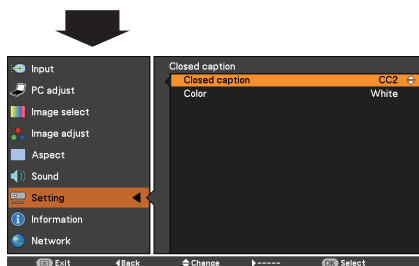 Closed caption
Input
Closed caption CC2
PC adjust
Color White
Image select
Image adjust
Aspect
Sound
Setting
Information
Network
Exit Back Change ----- OK Select